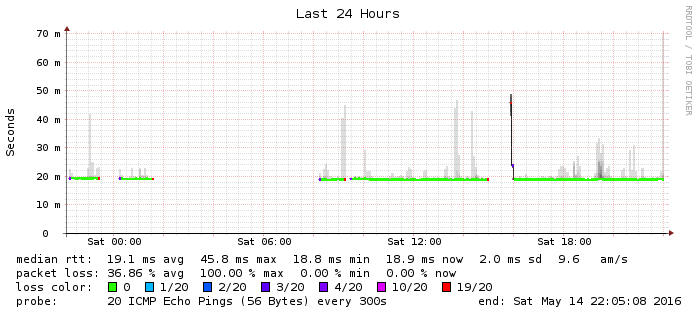 Last 24 Hours
RRDTOOL / TOBI OETIKER
70 m
60 m
50 m
40 m
30 m
20 m
10 m
0
Seconds
Sat 00:00 Sat 06:00 Sat 12:00 Sat 18:00
median rtt: 19.1 ms avg 45.8 ms max 18.8 ms min 18.9 ms now 2.0 ms sd 9.6 am/s
packet loss: 36.86 % avg 100.00 % max 0.00 % min 0.00 % now
loss color: 0 1/20 2/20 3/20 4/20 10/20 19/20
probe: 20 ICMP Echo Pings (56 Bytes) every 300s end: Sat May 14 22:05:08 2016